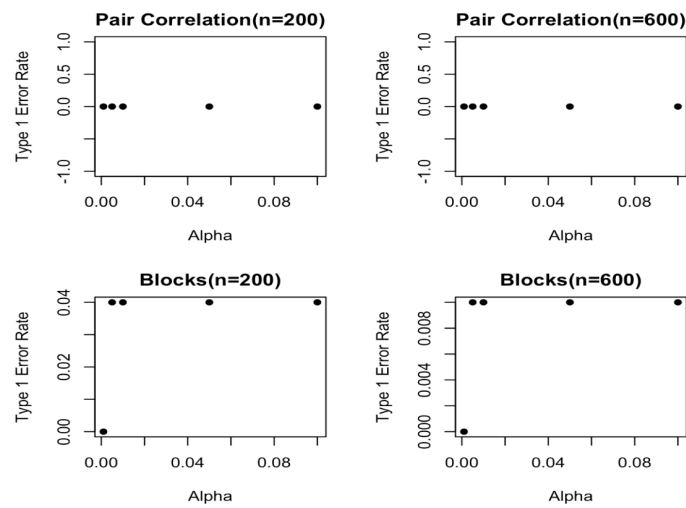 Pair Correlation(n=200)
Type 1 Error Rate
1.0
0.5
0.0
-1.0
0.00
0.04
0.08
Alpha
Pair Correlation(n=600)
Type 1 Error Rate
1.0
0.5
0.0
-1.0
0.00
0.04
0.08
Alpha
Blocks(n=200)
Type 1 Error Rate
0.04
0.02
0.00
0.00
0.04
0.08
Alpha
Blocks(n=600)
Type 1 Error Rate
0.008
0.004
0.000
0.00
0.04
0.08
Alpha